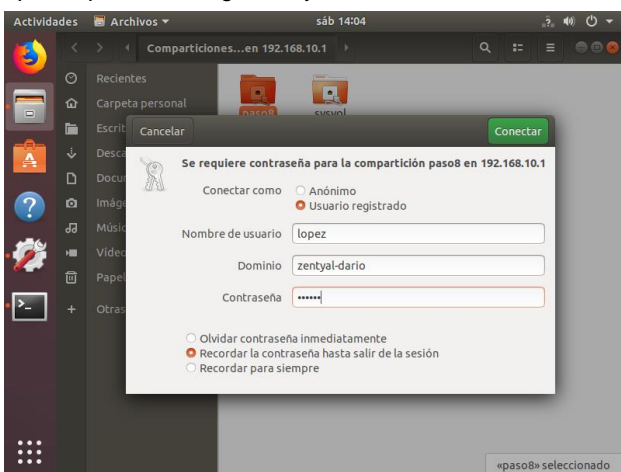 Actividades
Archivos
sáb 14:04
Comparticiones...en 192.168.10.1
Recientes
Carpeta personal
Escrit
Desca
Docum
Image
Músic
Vídeo
Papel
Otras
paso8
sysvol
Cancelar
Conectar
Se requiere contraseña para la compartición paso8 en 192.168.10.1
Conectar como
Anónimo
Usuario registrado
Nombre de usuario
lopez
Dominio
zentyal-dario
Contraseña
••••••
Olvidar contraseña inmediatamente
Recordar la contraseña hasta salir de la sesión
Recordar para siempre
«paso8» seleccionado